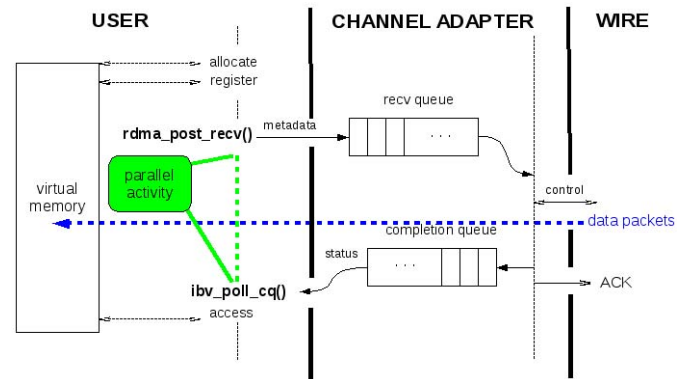 USER
CHANNEL ADAPTER
WIRE
allocate
register
recv queue
rdma_post_recv()
metadata
. . .
parallel
activity
virtual
memory
control
data packets
completion queue
status
. . .
ibv_poll_cq()
ACK
access